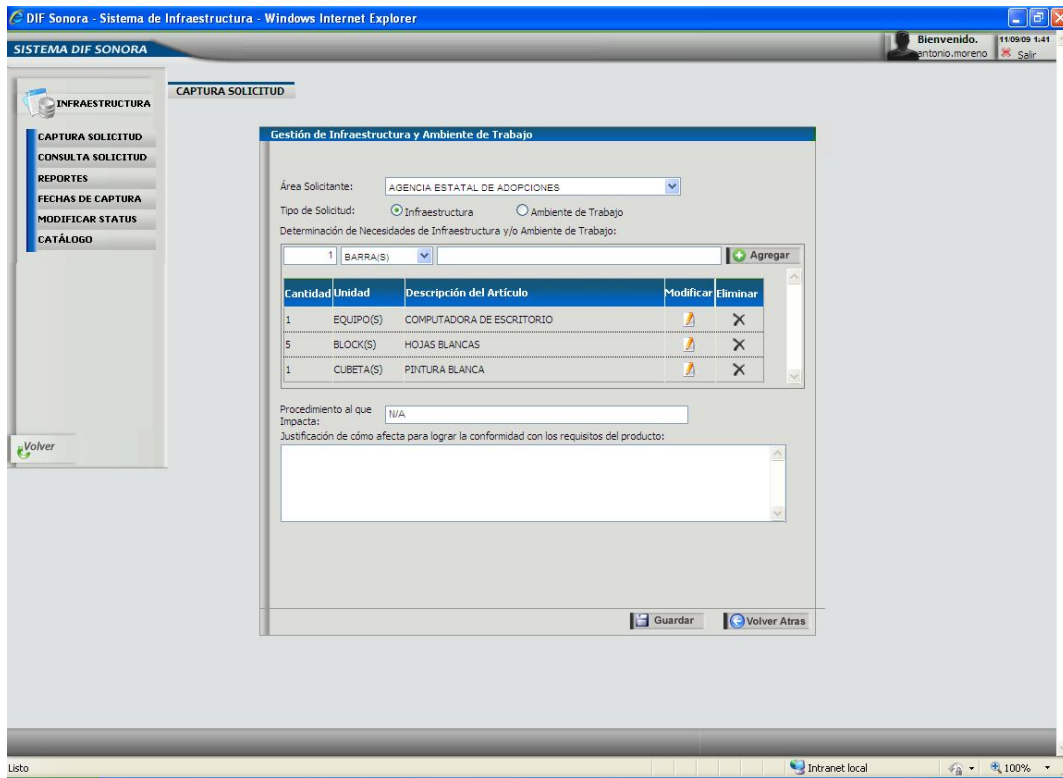 DIF Sonora - Sistema de Infraestructura - Windows Internet Explorer
SISTEMA DIF SONORA
Bienvenido.
antonio.moreno
11/09/09 1:41
Salir
INFRAESTRUCTURA
CAPTURA SOLICITUD
CONSULTA SOLICITUD
REPORTES
FECHAS DE CAPTURA
MODIFICAR STATUS
CATÁLOGO
Volver
CAPTURA SOLICITUD
Gestión de Infraestructura y Ambiente de Trabajo
Área Solicitante: AGENCIA ESTATAL DE ADOPCIONES
Tipo de Solicitud: Infraestructura Ambiente de Trabajo
Determinación de Necesidades de Infraestructura y/o Ambiente de Trabajo:
1 BARRA(S) Agregar
Cantidad Unidad Descripción del Artículo Modificar Eliminar
1 EQUIPO(S) COMPUTADORA DE ESCRITORIO
5 BLOCK(S) HOJAS BLANCAS
1 CUBETA(S) PINTURA BLANCA
Procedimiento al que
Impacta: N/A
Justificación de cómo afecta para lograr la conformidad con los requisitos del producto:
Guardar Volver Atras
Listo Intranet local 100%